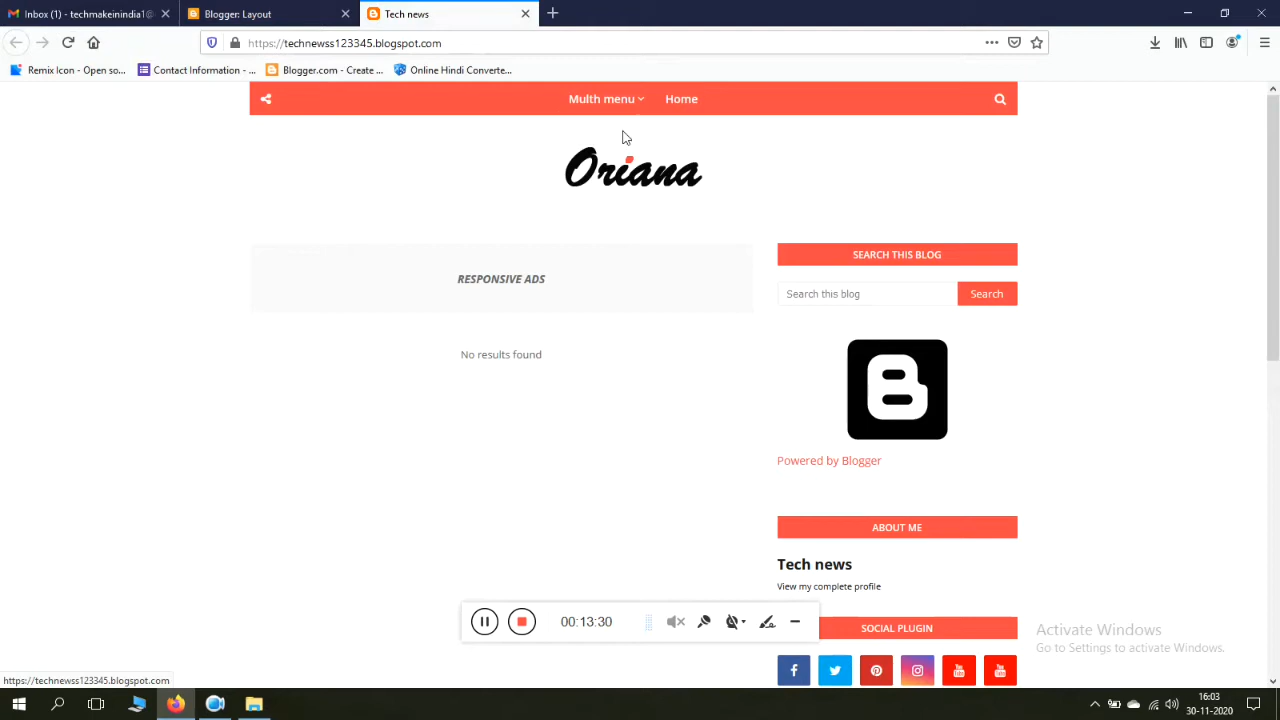 Inbox (1) - techmakeindia1@
Blogger: Layout
Tech news
https://technewss123345.blogspot.com
Remix Icon - Open so...
Contact Information - ...
Blogger.com - Create ...
Online Hindi Converte...
Multh menu
Home
Oriana
RESPONSIVE ADS
SEARCH THIS BLOG
Search this blog
Search
No results found
Powered by Blogger
ABOUT ME
Tech news
View my complete profile
00:13:30
SOCIAL PLUGIN
Activate Windows
Go to Settings to activate Windows.
https://technewss123345.blogspot.com
16:03
30-11-2020